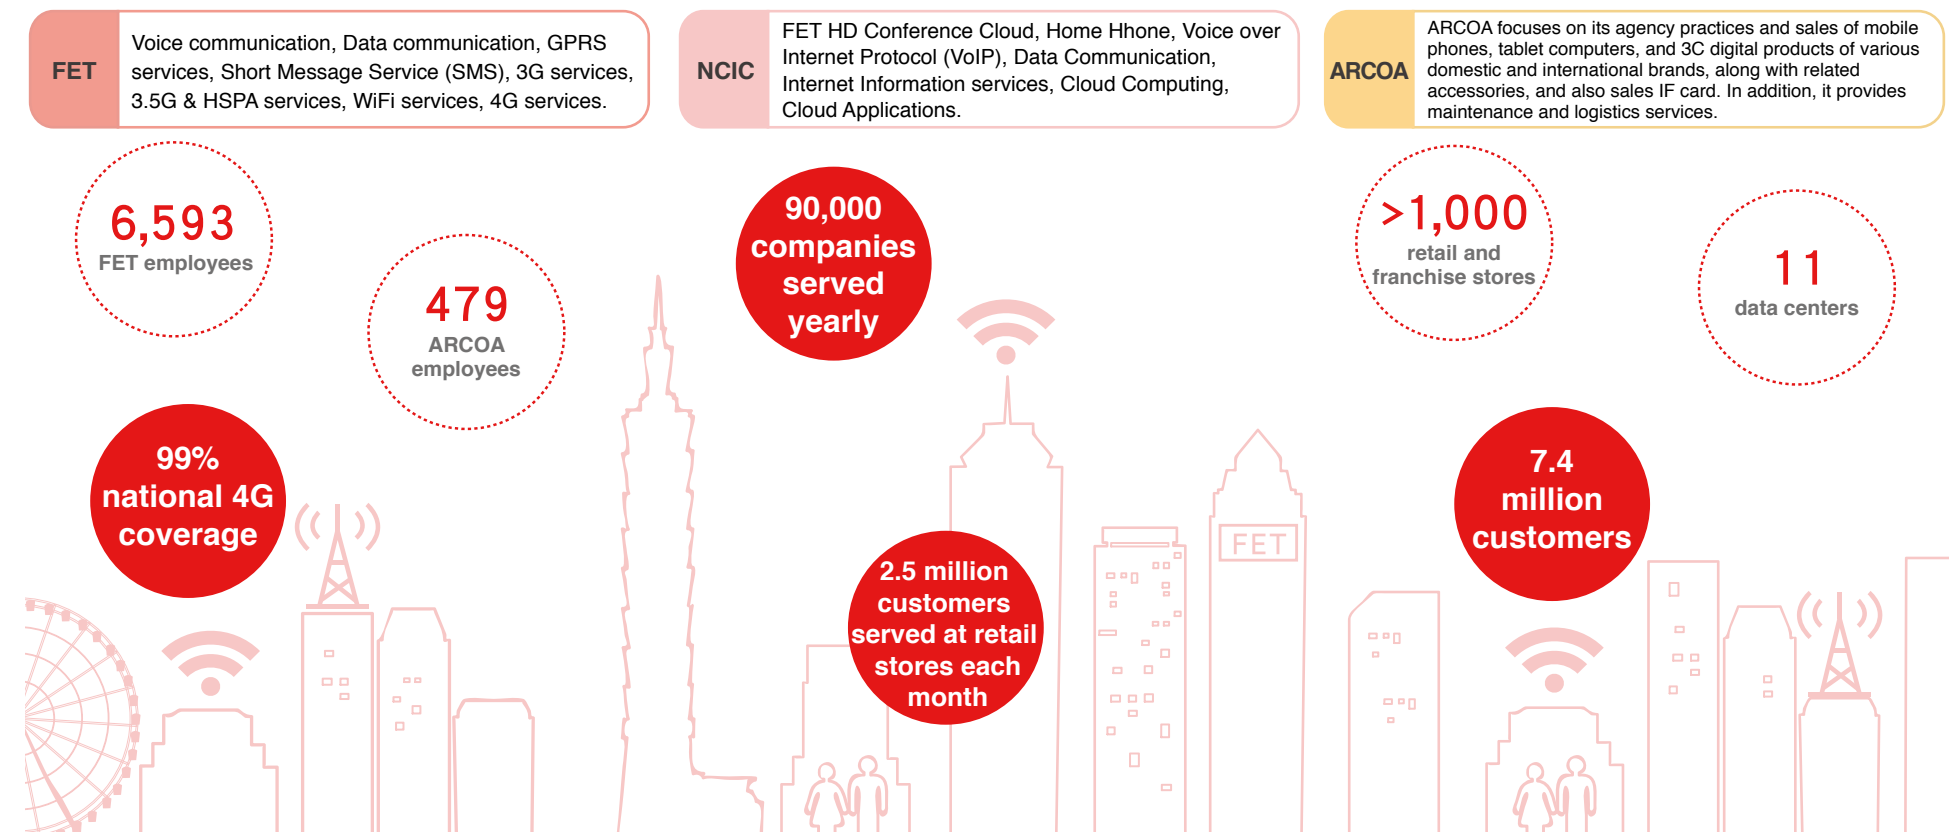 FET
Voice communication, Data communication, GPRS
services, Short Message Service (SMS), 3G services,
3.5G & HSPA services, WiFi services, 4G services.
NCIC
FET HD Conference Cloud, Home Hhone, Voice over
Internet Protocol (VoIP), Data Communication,
Internet Information services, Cloud Computing,
Cloud Applications.
ARCOA
ARCOA focuses on its agency practices and sales of mobile
phones, tablet computers, and 3C digital products of various
domestic and international brands, along with related
accessories, and also sales IF card. In addition, it provides
maintenance and logistics services.
6,593
FET employees
479
ARCOA
employees
90,000
companies
served
yearly
>1,000
retail and
franchise stores
11
data centers
99%
national 4G
coverage
2.5 million
customers
served at retail
stores each
month
FET
7.4
million
customers